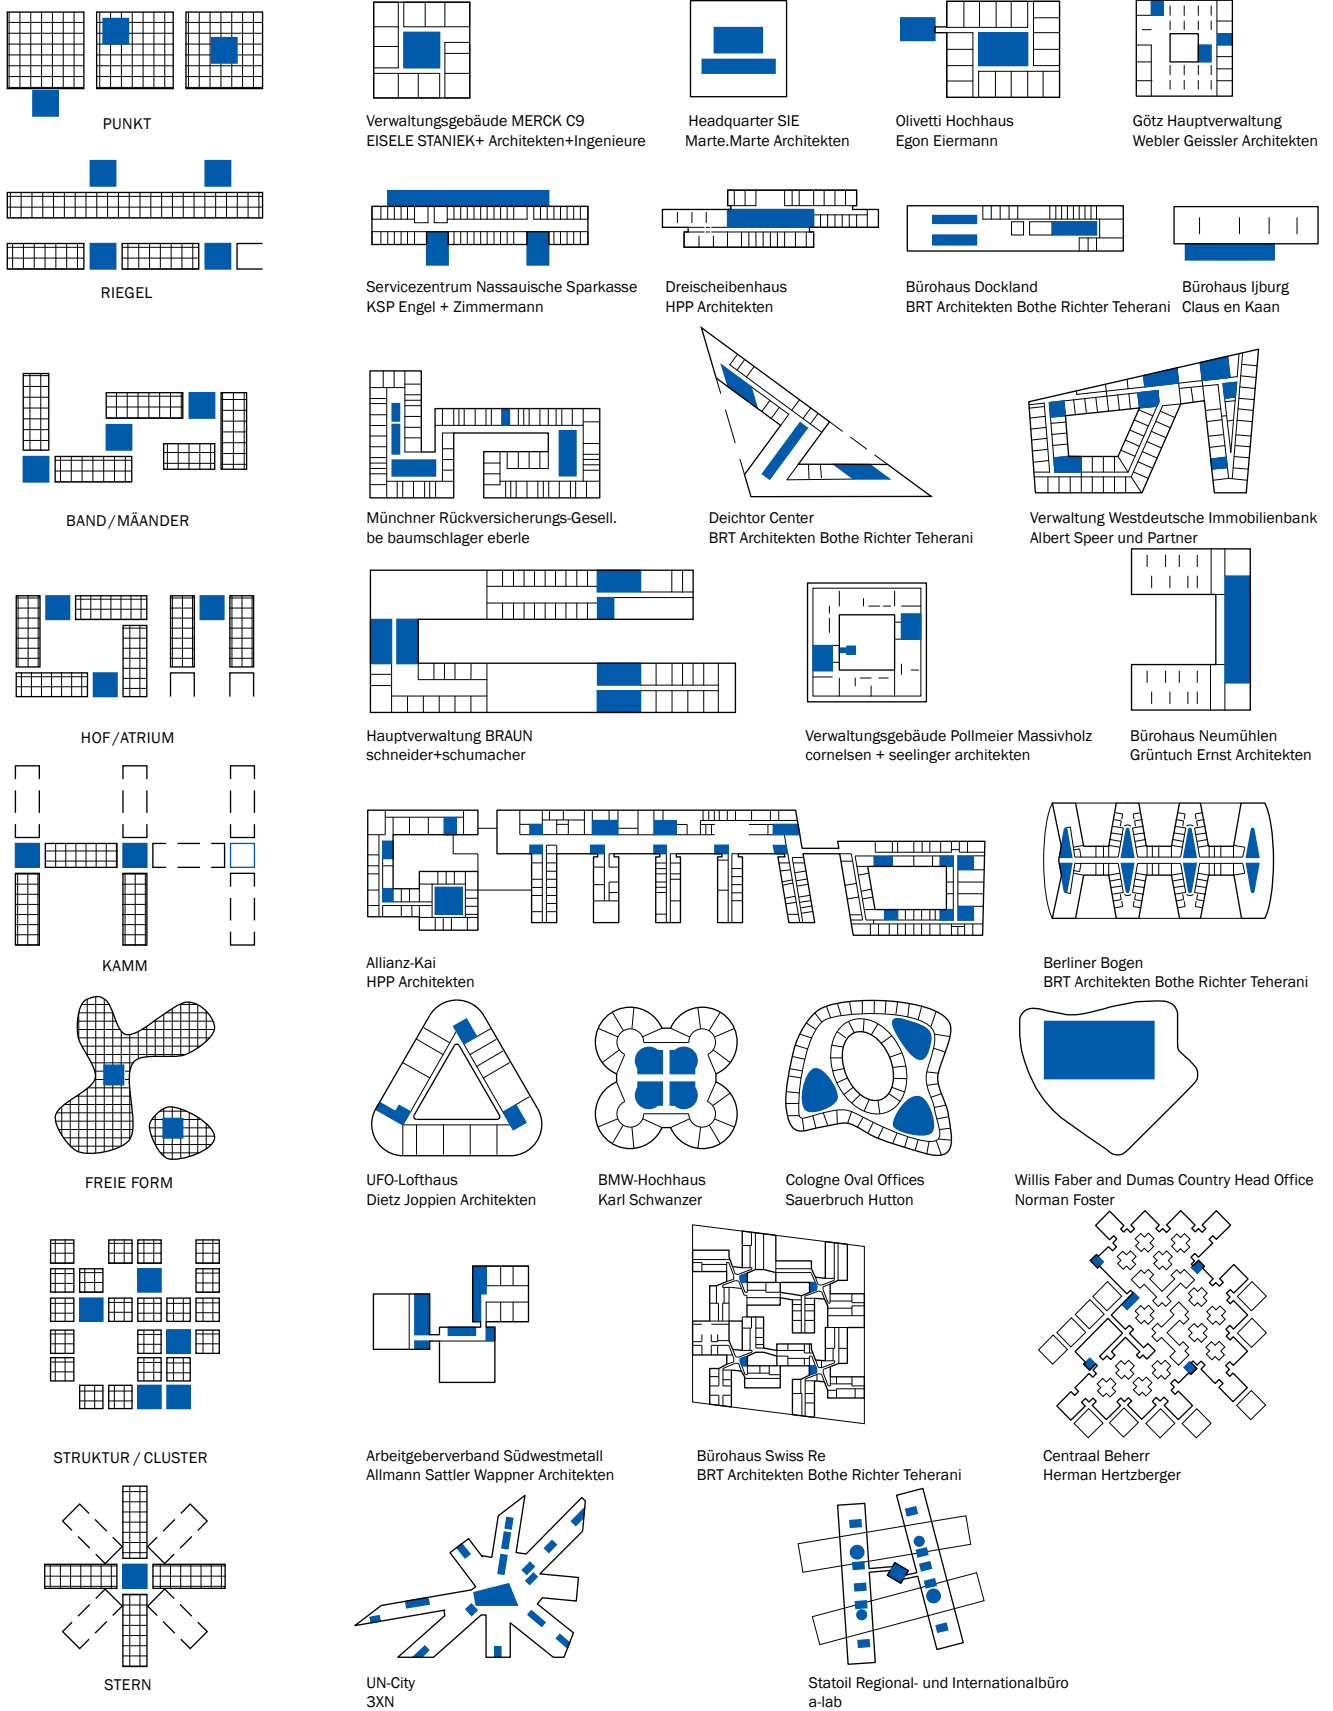 PUNKT
Verwaltungsgebäude MERCK C9
EISELE STANIEK+ Architekten+Ingenieure
Headquarter SIE
Marte.Marte Architekten
Olivetti Hochhaus
Egon Eiermann
Götz Hauptverwaltung
Webler Geissler Architekten
RIEGEL
Servicezentrum Nassauische Sparkasse
KSP Engel + Zimmermann
Dreischeibenhaus
HPP Architekten
Bürohaus Dockland
BRT Architekten Bothe Richter Teherani
Bürohaus Ijburg
Claus en Kaan
BAND/MÄANDER
Münchner Rückversicherungs-Gesell.
be baumschlager eberle
Deichtor Center
BRT Architekten Bothe Richter Teherani
Verwaltung Westdeutsche Immobilienbank
Albert Speer und Partner
HOF/ATRIUM
Hauptverwaltung BRAUN
schneider+schumacher
Verwaltungsgebäude Pollmeier Massivholz
cornelsen + seelinger architekten
Bürohaus Neumühlen
Grüntuch Ernst Architekten
KAMM
Allianz-Kai
HPP Architekten
Berliner Bogen
BRT Architekten Bothe Richter Teherani
FREIE FORM
UFO-Lofthaus
Dietz Joppien Architekten
BMW-Hochhaus
Karl Schwanzer
Cologne Oval Offices
Sauerbruch Hutton
Willis Faber and Dumas Country Head Office
Norman Foster
STRUKTUR / CLUSTER
Arbeitgeberverband Südwestmetall
Allmann Sattler Wappner Architekten
Bürohaus Swiss Re
BRT Architekten Bothe Richter Teherani
Centraal Beherr
Herman Hertzberger
STERN
UN-City
3XN
Statoil Regional- und Internationalbüro
a-lab